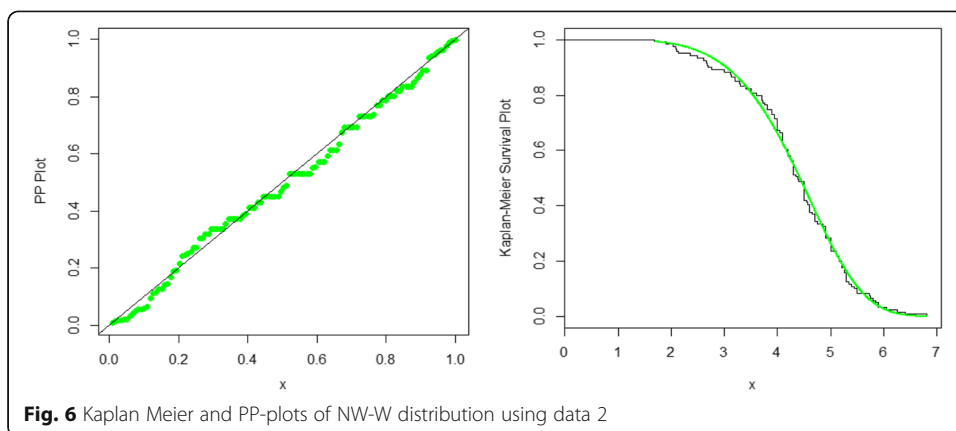 PP Plot
1.0
0.8
0.6
0.4
0.2
0.0
0.0 0.2 0.4 0.6 0.8 1.0
x
Kaplan-Meier Survival Plot
1.0
0.8
0.6
0.4
0.2
0.0
0 1 2 3 4 5 6 7
x
Fig. 6 Kaplan Meier and PP-plots of NW-W distribution using data 2